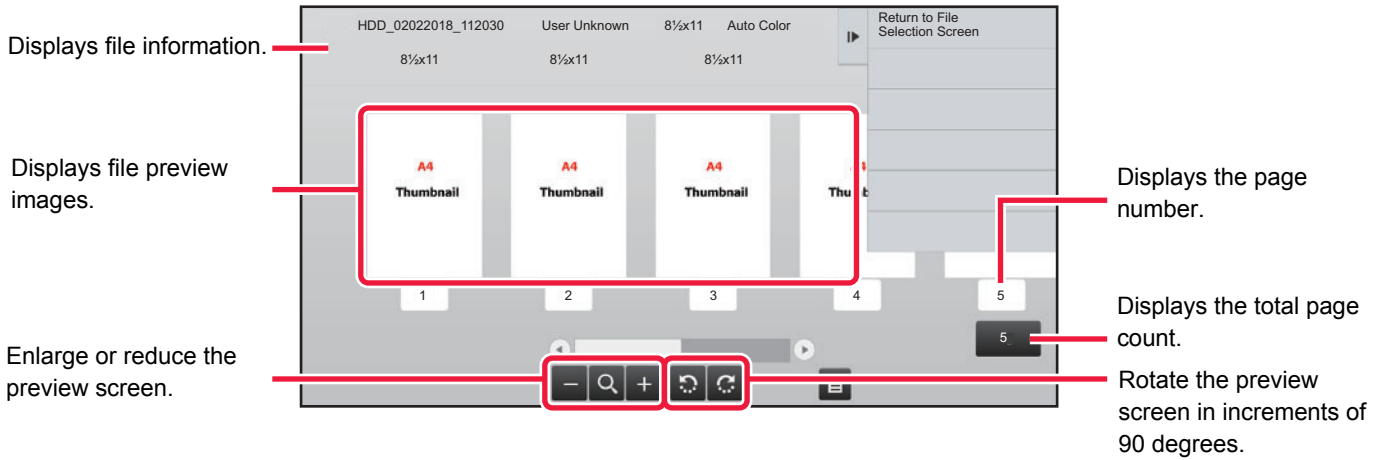 HDD_02022018_112030 User Unknown 8½x11 Auto Color
Return to File
Selection Screen
Displays file information.
8½x11 8½x11 8½x11
Displays file preview
images.
A4 A4 A4
Thumbnail Thumbnail Thumbnail
Displays the page
number.
1 2 3 4 5
Displays the total page
count.
5
Enlarge or reduce the
preview screen.
Rotate the preview
screen in increments of
90 degrees.